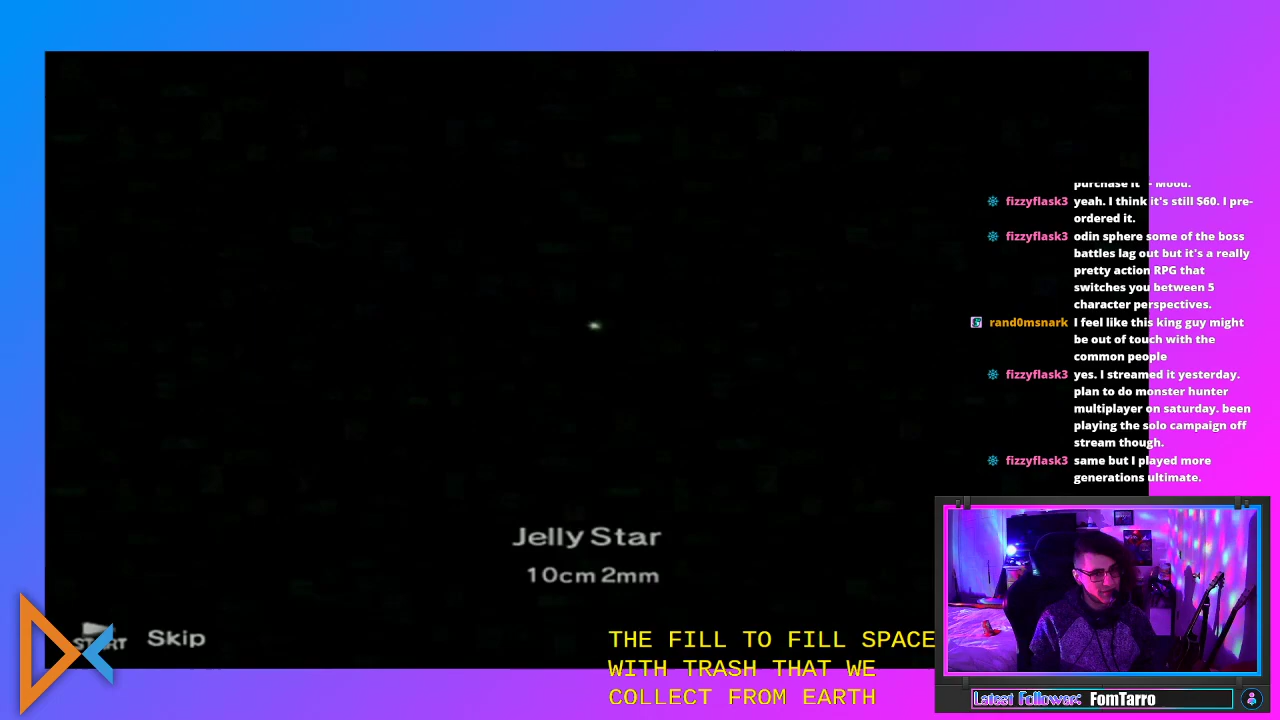 purchase it" - Mood.
fizzyflask3 yeah. I think it's still $60. I pre-
ordered it.
fizzyflask3 odin sphere some of the boss
battles lag out but it's a really
pretty action RPG that
switches you between 5
character perspectives.
rand0msnark I feel like this king guy might
be out of touch with the
common people
fizzyflask3 yes. I streamed it yesterday.
plan to do monster hunter
multiplayer on saturday. been
playing the solo campaign off
stream though.
fizzyflask3 same but I played more
generations ultimate.
Jelly Star
10cm 2mm
START Skip
THE FILL TO FILL SPACE
WITH TRASH THAT WE
COLLECT FROM EARTH
Latest Follower: FomTarro